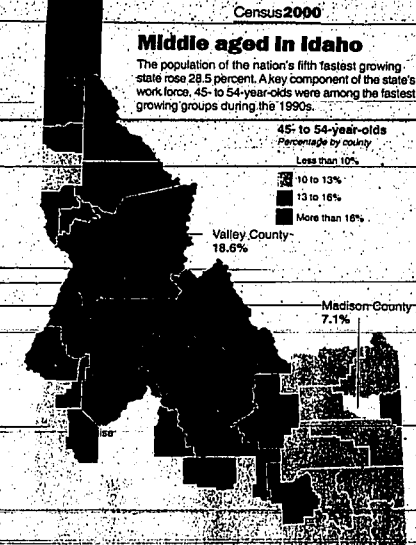 Census2000
Middle aged in Idaho
The population of the nation's fifth fastest growing
state rose 28.5 percent. A key component of the state's
work force, 45- to 54-year-olds were among the fastest
growing groups during the 1990s.
45- to 54-year-olds
Percentage by county
Less than 10%
10 to 13%
13 to 16%
More than 16%
Valley County
18.6%
Madison County
7.1%